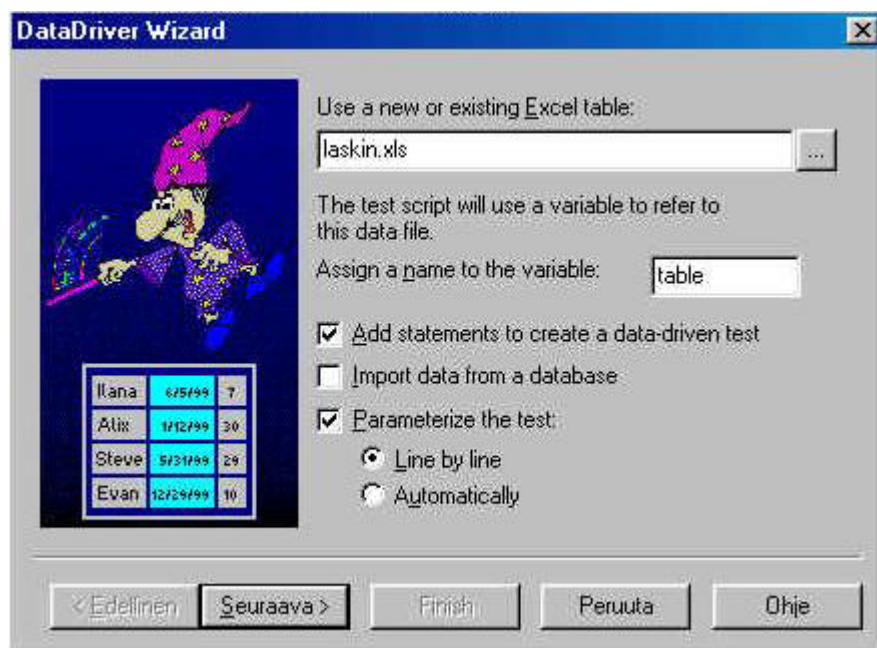 DataDriver Wizard
Use a new or existing Excel table:
laskin.xls
...
The test script will use a variable to refer to
this data file.
Assign a name to the variable:
table
Add statements to create a data-driven test
Import data from a database
Parameterize the test:
Line by line
Automatically
Ilana 6/5/99 7
Alix 1/12/99 30
Steve 5/31/99 29
Evan 12/29/99 10
< Edellinen
Seuraava >
Finish
Peruuta
Ohje